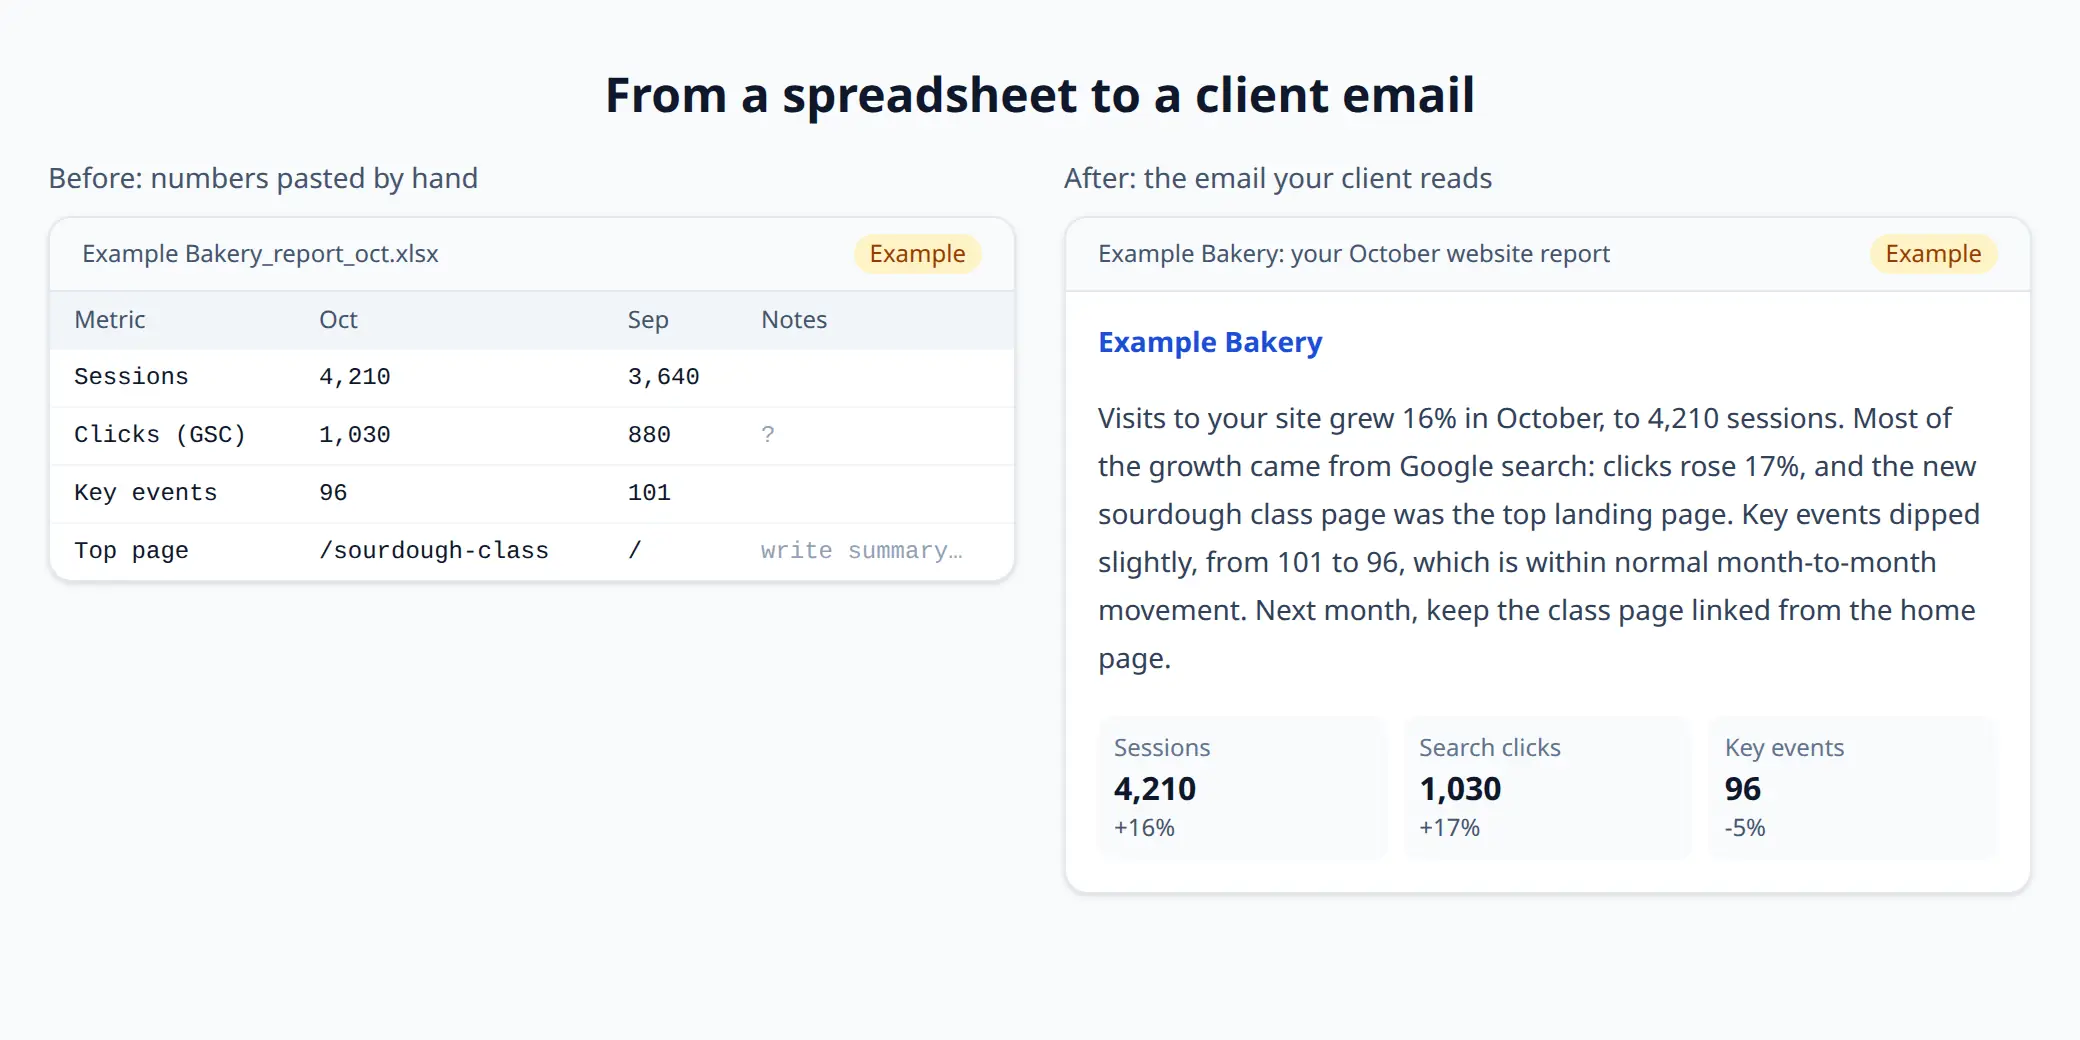 From a spreadsheet to a client email
Before: numbers pasted by hand
Example Bakery_report_oct.xlsx Example
Metric Oct Sep Notes
Sessions 4,210 3,640
Clicks (GSC) 1,030 880 ?
Key events 96 101
Top page /sourdough-class / write summary…
After: the email your client reads
Example Bakery: your October website report Example
Example Bakery
Visits to your site grew 16% in October, to 4,210 sessions. Most of
the growth came from Google search: clicks rose 17%, and the new
sourdough class page was the top landing page. Key events dipped
slightly, from 101 to 96, which is within normal month-to-month
movement. Next month, keep the class page linked from the home
page.
Sessions Search clicks Key events
4,210 1,030 96
+16% +17% -5%